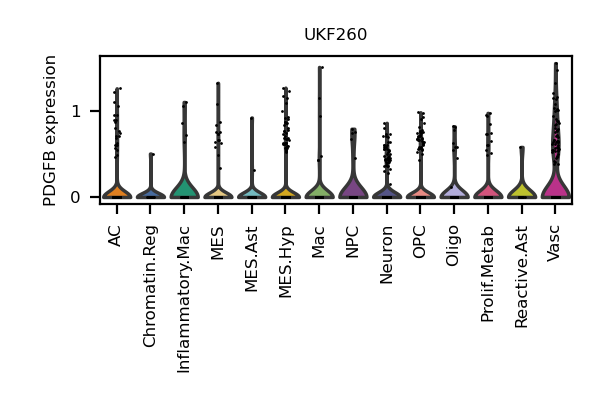 UKF260
PDGFB expression
1
0
AC
Chromatin.Reg
Inflammatory.Mac
MES
MES.Ast
MES.Hyp
Mac
NPC
Neuron
OPC
Oligo
Prolif.Metab
Reactive.Ast
Vasc